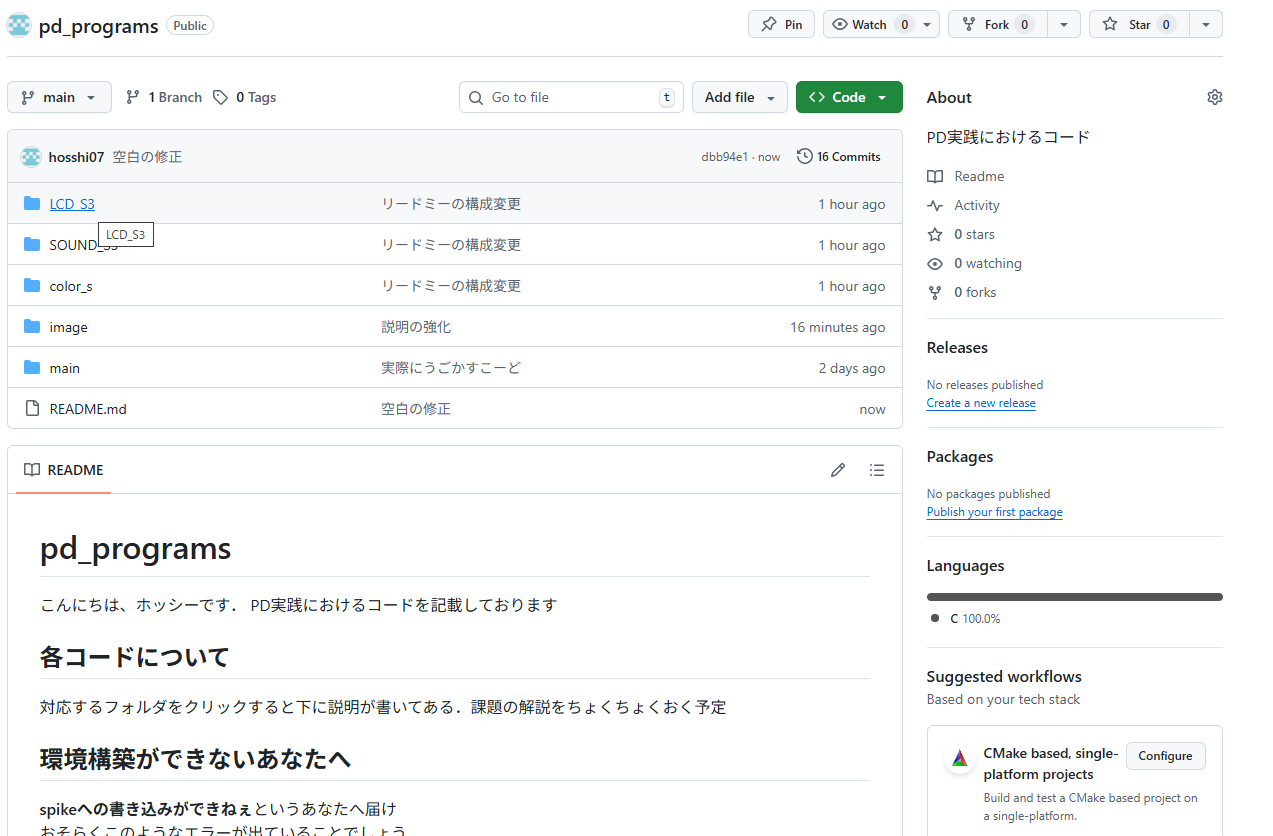 pd_programs Public Pin Watch 0 Fork 0 Star 0
main 1 Branch 0 Tags Go to file t Add file Code
hosshi07 空白の修正 dbb94e1 · now 16 Commits
LCD_S3 リードミーの構成変更 1 hour ago
LCD_S3
SOUND_S3 リードミーの構成変更 1 hour ago
color_s リードミーの構成変更 1 hour ago
image 説明の強化 16 minutes ago
main 実際にうごかすこーど 2 days ago
README.md 空白の修正 now
README
pd_programs
こんにちは、ホッシーです． PD実践におけるコードを記載しております
各コードについて
対応するフォルダをクリックすると下に説明が書いてある．課題の解説をちょくちょくおく予定
環境構築ができないあなたへ
spikeへの書き込みができねぇというあなたへ届け
おそらくこのようなエラーが出ていることでしょう
About
PD実践におけるコード
Readme
Activity
0 stars
0 watching
0 forks
Releases
No releases published
Create a new release
Packages
No packages published
Publish your first package
Languages
C 100.0%
Suggested workflows
Based on your tech stack
CMake based, single-
platform projects
Configure
Build and test a CMake based project on
a single-platform.